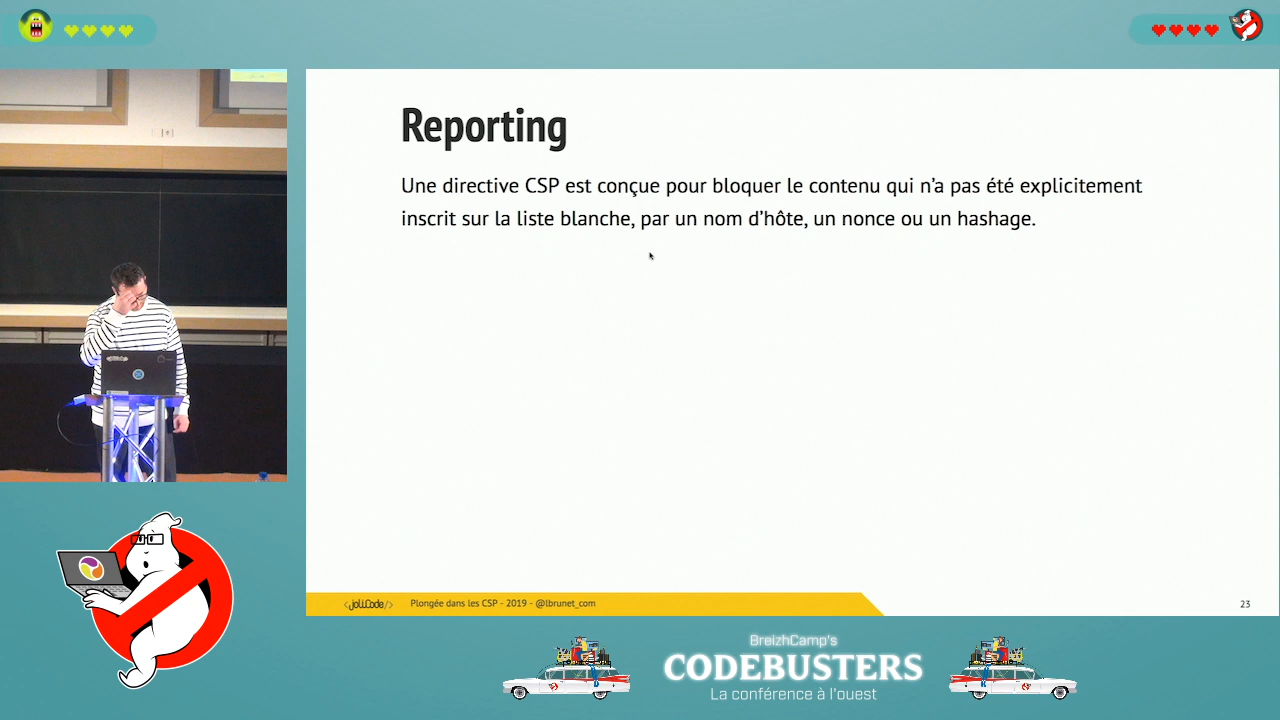 Reporting
Une directive CSP est conçue pour bloquer le contenu qui n’a pas été explicitement
inscrit sur la liste blanche, par un nom d’hôte, un nonce ou un hashage.
<joliCode/>
Plongée dans les CSP - 2019 - @lbrunet_com
23
BreizhCamp's
CODEBUSTERS
La conférence à l'ouest